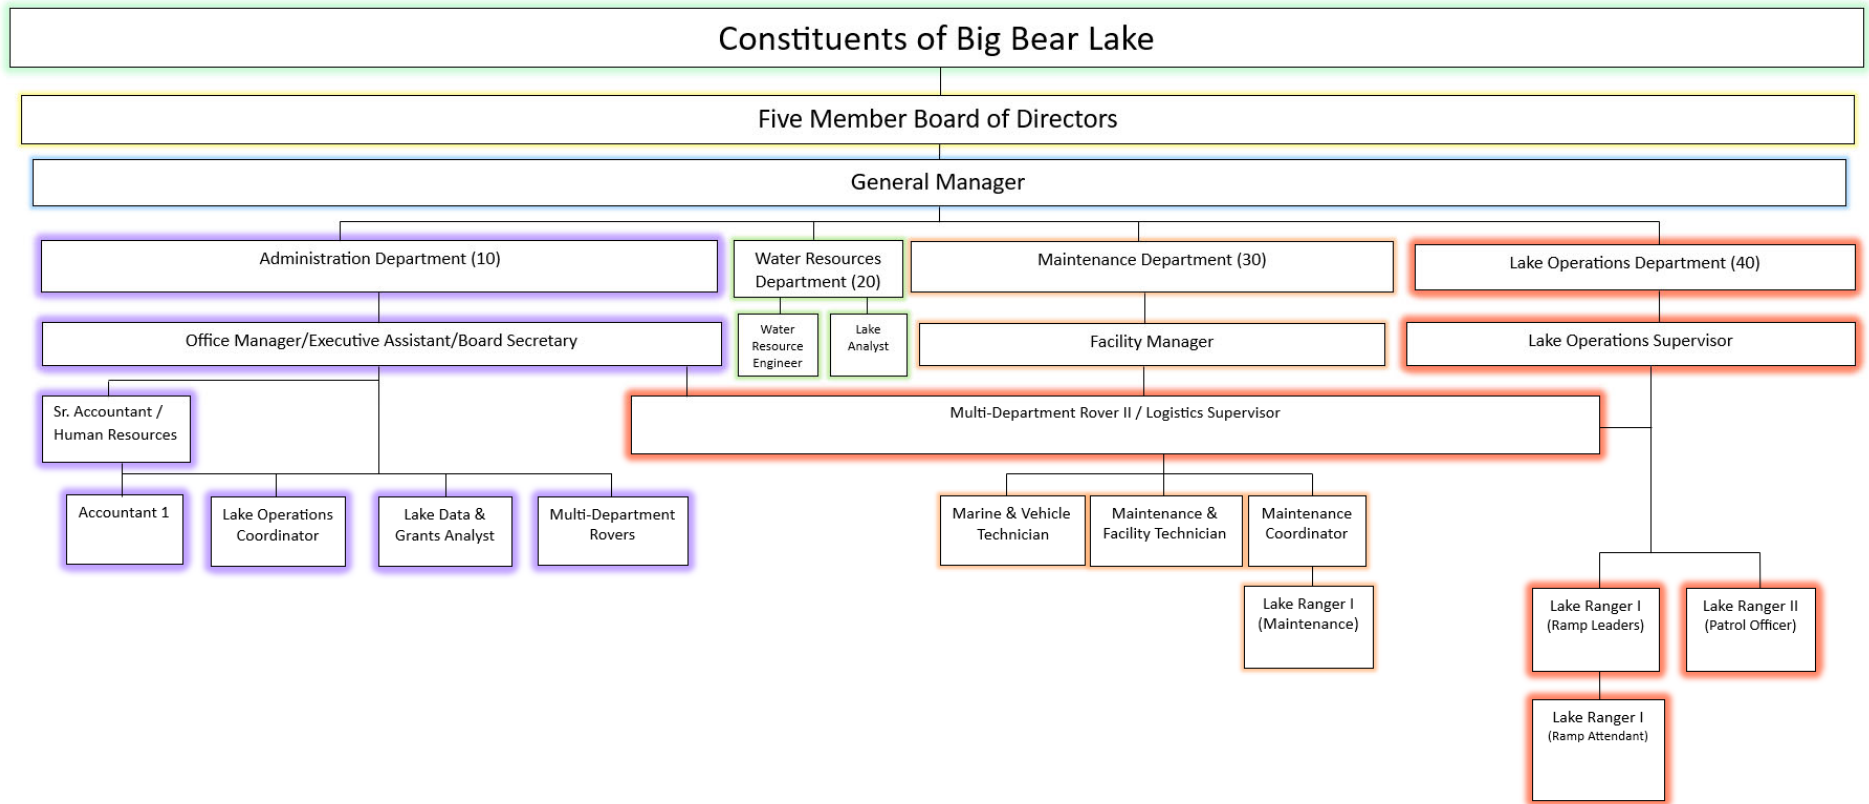 Constituents of Big Bear Lake
Five Member Board of Directors
General Manager
Administration Department (10)
Water Resources
Department (20)
Maintenance Department (30)
Lake Operations Department (40)
Office Manager/Executive Assistant/Board Secretary
Water
Resource
Engineer
Lake
Analyst
Facility Manager
Lake Operations Supervisor
Sr. Accountant /
Human Resources
Multi-Department Rover II / Logistics Supervisor
Accountant 1
Lake Operations
Coordinator
Lake Data &
Grants Analyst
Multi-Department
Rovers
Marine & Vehicle
Technician
Maintenance &
Facility Technician
Maintenance
Coordinator
Lake Ranger I
(Maintenance)
Lake Ranger I
(Ramp Leaders)
Lake Ranger II
(Patrol Officer)
Lake Ranger I
(Ramp Attendant)